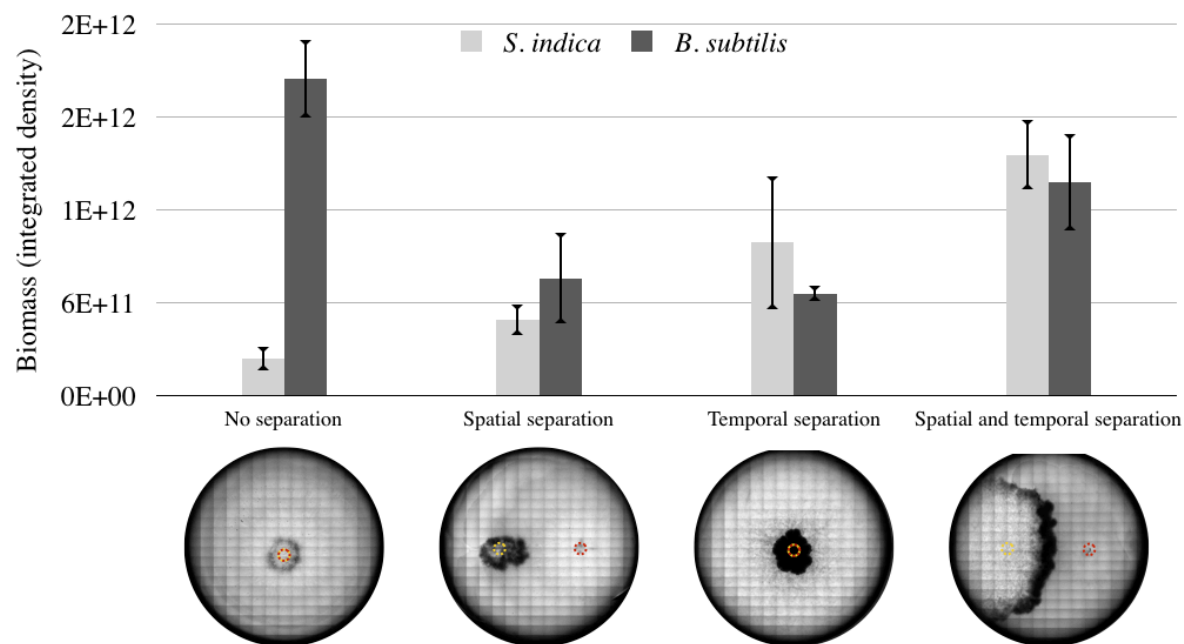 2E+12
S. indica
B. subtilis
2E+12
1E+12
6E+11
0E+00
Biomass (integrated density)
No separation
Spatial separation
Temporal separation
Spatial and temporal separation